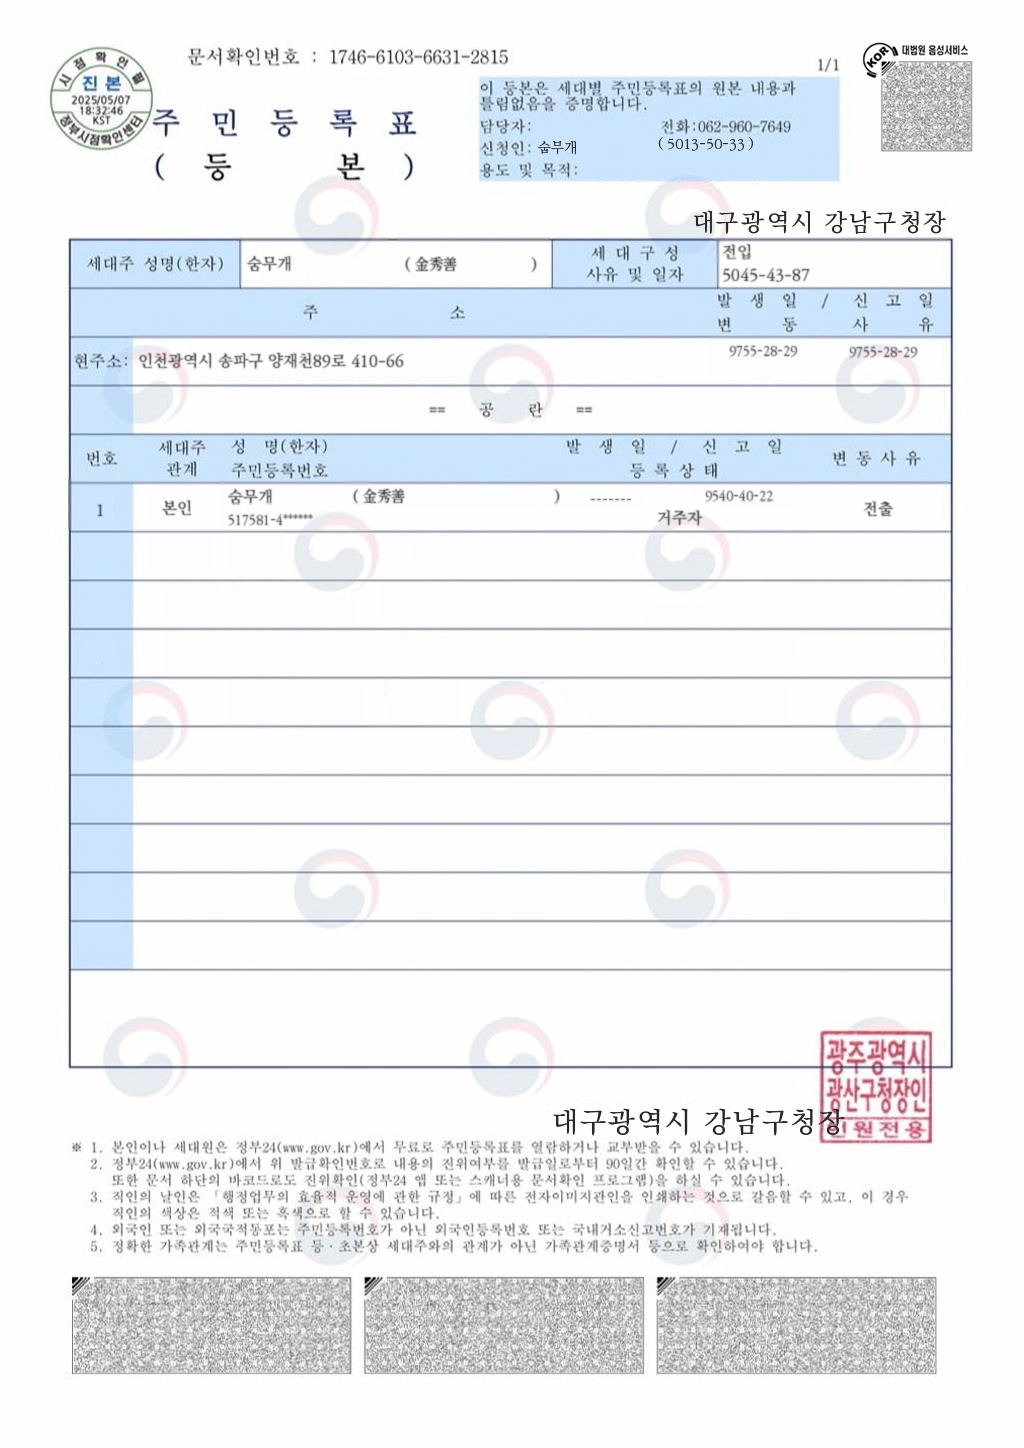 시 점 확 인 필
진 본
2025/05/07
18:32:46
KST
정부시점확인센터
문서확인번호 : 1746-6103-6631-2815
1/1
KOR
대법원 음성서비스
주 민 등 록 표
( 등 본 )
이 등본은 세대별 주민등록표의 원본 내용과
틀림없음을 증명합니다.
담당자: 전화:062-960-7649
신청인: 숨무개 ( 5013-50-33 )
용도 및 목적:
대구광역시 강남구청장
세대주 성명(한자) 숨무개 ( 金秀善 ) 세 대 구 성 사유 및 일자 전입 5045-43-87
주 소 발 생 일 / 신 고 일
변 동 사 유
현주소: 인천광역시 송파구 양재천89로 410-66 9755-28-29 9755-28-29
== 공 란 ==
번호 세대주 관계 성 명(한자) 주민등록번호 발 생 일 / 신 고 일 등 록 상 태 변 동 사 유
1 본인 숨무개 ( 金秀善 ) ------- 9540-40-22 전출
517581-4****** 거주자
광주광역시
광산구청장인
민원전용
대구광역시 강남구청장
※ 1. 본인이나 세대원은 정부24(www.gov.kr)에서 무료로 주민등록표를 열람하거나 교부받을 수 있습니다.
2. 정부24(www.gov.kr)에서 위 발급확인번호로 내용의 진위여부를 발급일로부터 90일간 확인할 수 있습니다.
또한 문서 하단의 바코드로도 진위확인(정부24 앱 또는 스캐너용 문서확인 프로그램)을 하실 수 있습니다.
3. 직인의 날인은 「행정업무의 효율적 운영에 관한 규정」에 따른 전자이미지관인을 인쇄하는 것으로 갈음할 수 있고, 이 경우
직인의 색상은 적색 또는 흑색으로 할 수 있습니다.
4. 외국인 또는 외국국적동포는 주민등록번호가 아닌 외국인등록번호 또는 국내거소신고번호가 기재됩니다.
5. 정확한 가족관계는 주민등록표 등·초본상 세대주와의 관계가 아닌 가족관계증명서 등으로 확인하여야 합니다.